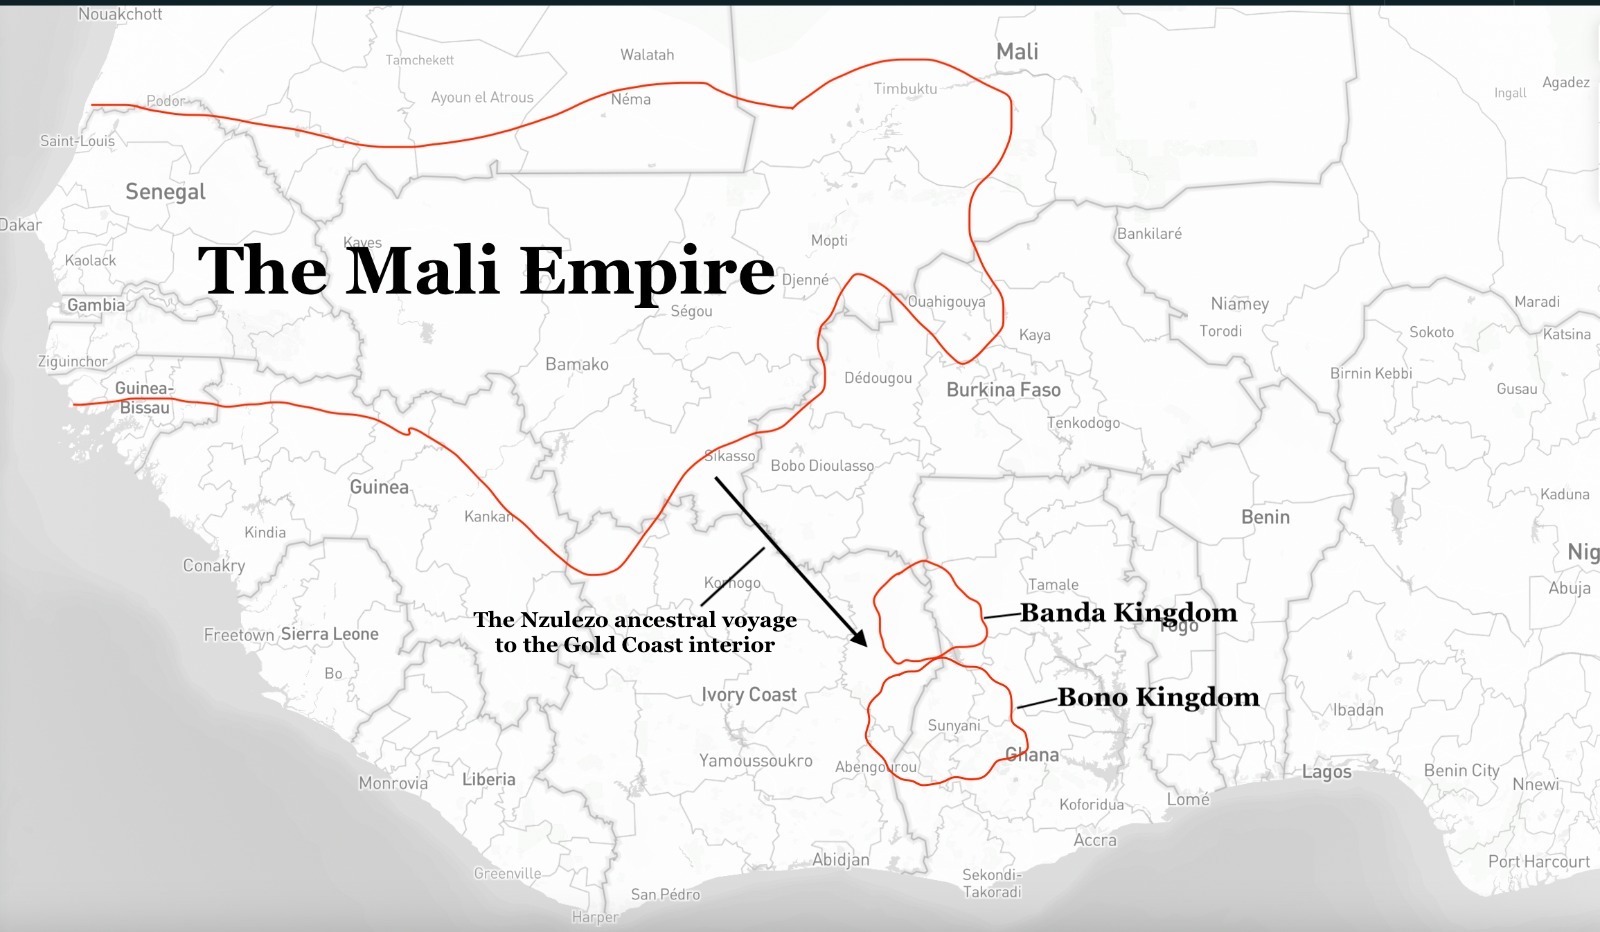 Nouakchott
Tamchekett
Walatah
Mali
Podor
Ayoun el Atrous
Néma
Timbuktu
Ingall
Agadez
Saint-Louis
Senegal
Dakar
Kayes
Mopti
Bankilaré
The Mali Empire
Kaolack
Djenné
Gambia
Ségou
Ouahigouya
Niamey
Maradi
Kaya
Torodi
Sokoto
Katsina
Ziguinchor
Bamako
Dédougou
Birnin Kebbi
Guinea-
Bissau
Burkina Faso
Gusau
Tenkodogo
Sikasso
Bobo Dioulasso
Guinea
Kankan
Benin
Kaduna
Kindia
Nig
Conakry
Korhogo
Tamale
Abuja
The Nzulezo ancestral voyage
to the Gold Coast interior
Banda Kingdom
Togo
Freetown
Sierra Leone
Bo
Ivory Coast
Bono Kingdom
Sunyani
Ibadan
Ghana
Yamoussoukro
Abengourou
Monrovia
Liberia
Lagos
Benin City
Nnewi
Koforidua
Lomé
Accra
Abidjan
Port Harcourt
Greenville
Sekondi-
Takoradi
San Pédro
Harper